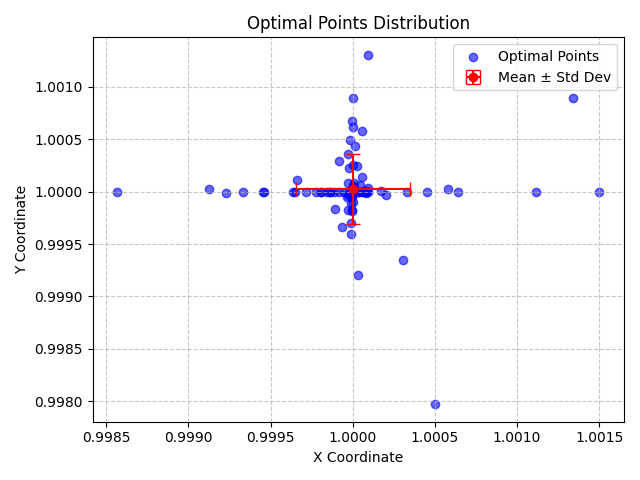 Optimal Points Distribution
Optimal Points
Mean ± Std Dev
Y Coordinate
1.0010
1.0005
1.0000
0.9995
0.9990
0.9985
0.9980
0.9985
0.9990
0.9995
1.0000
1.0005
1.0010
1.0015
X Coordinate